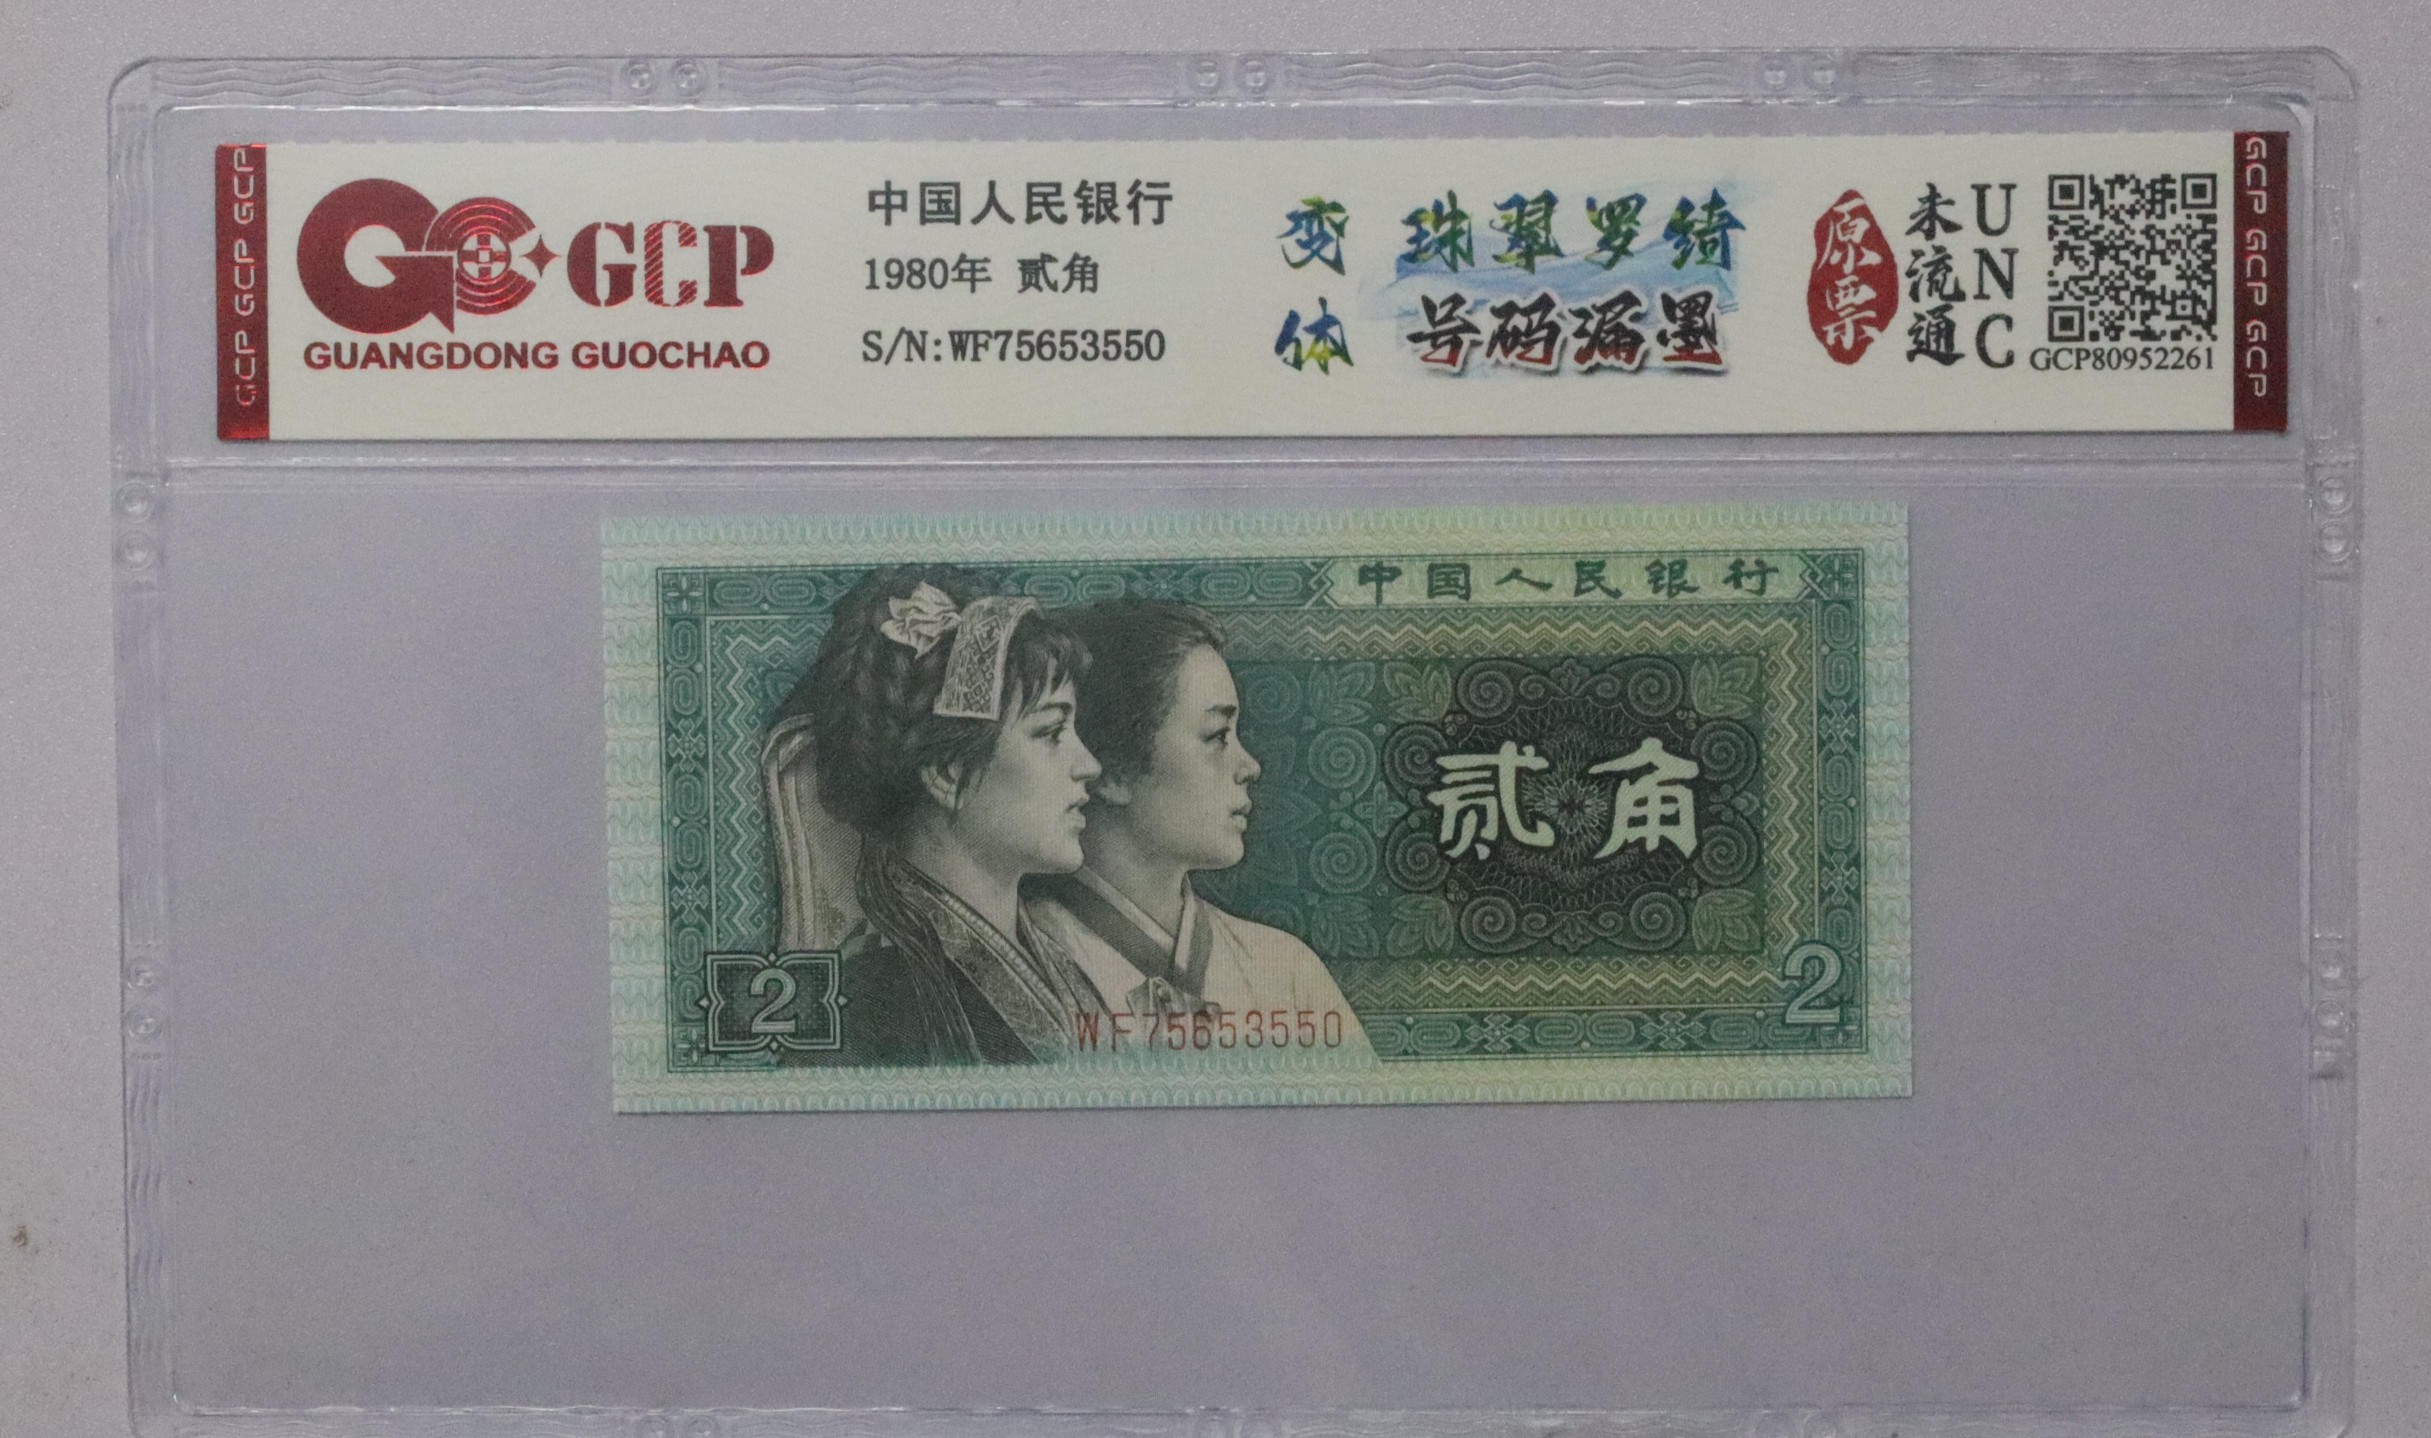 GCP GCP GCP
GCP
GUANGDONG GUOCHAO
中国人民银行
1980年 贰角
S/N:WF75653550
变体
珠翠罗绮
号码漏墨
原票
未流通
UNC
GCP80952261
GCP GCP GCP
中国人民银行
贰角
2
2
WF75653550